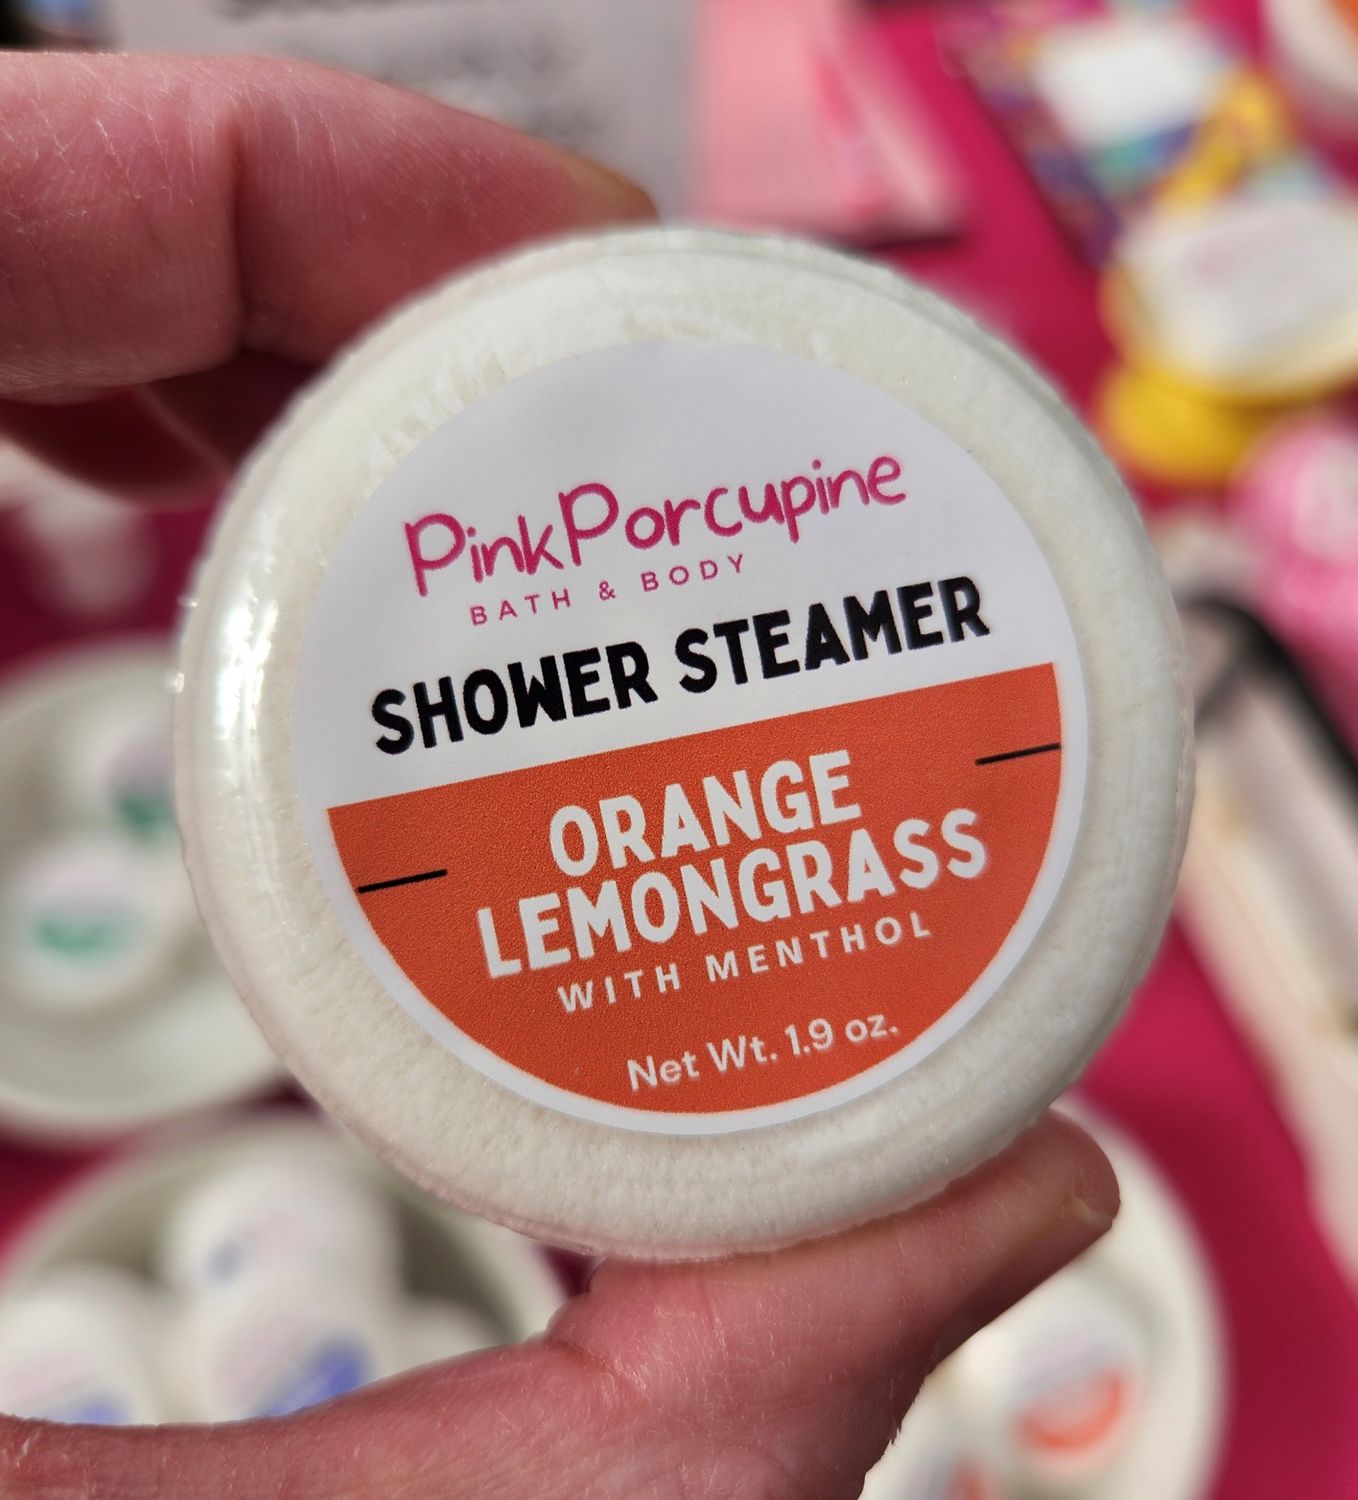 PinkPorcupine
BATH & BODY
SHOWER STEAMER
ORANGE
LEMONGRASS
WITH MENTHOL
Net Wt. 1.9 oz.